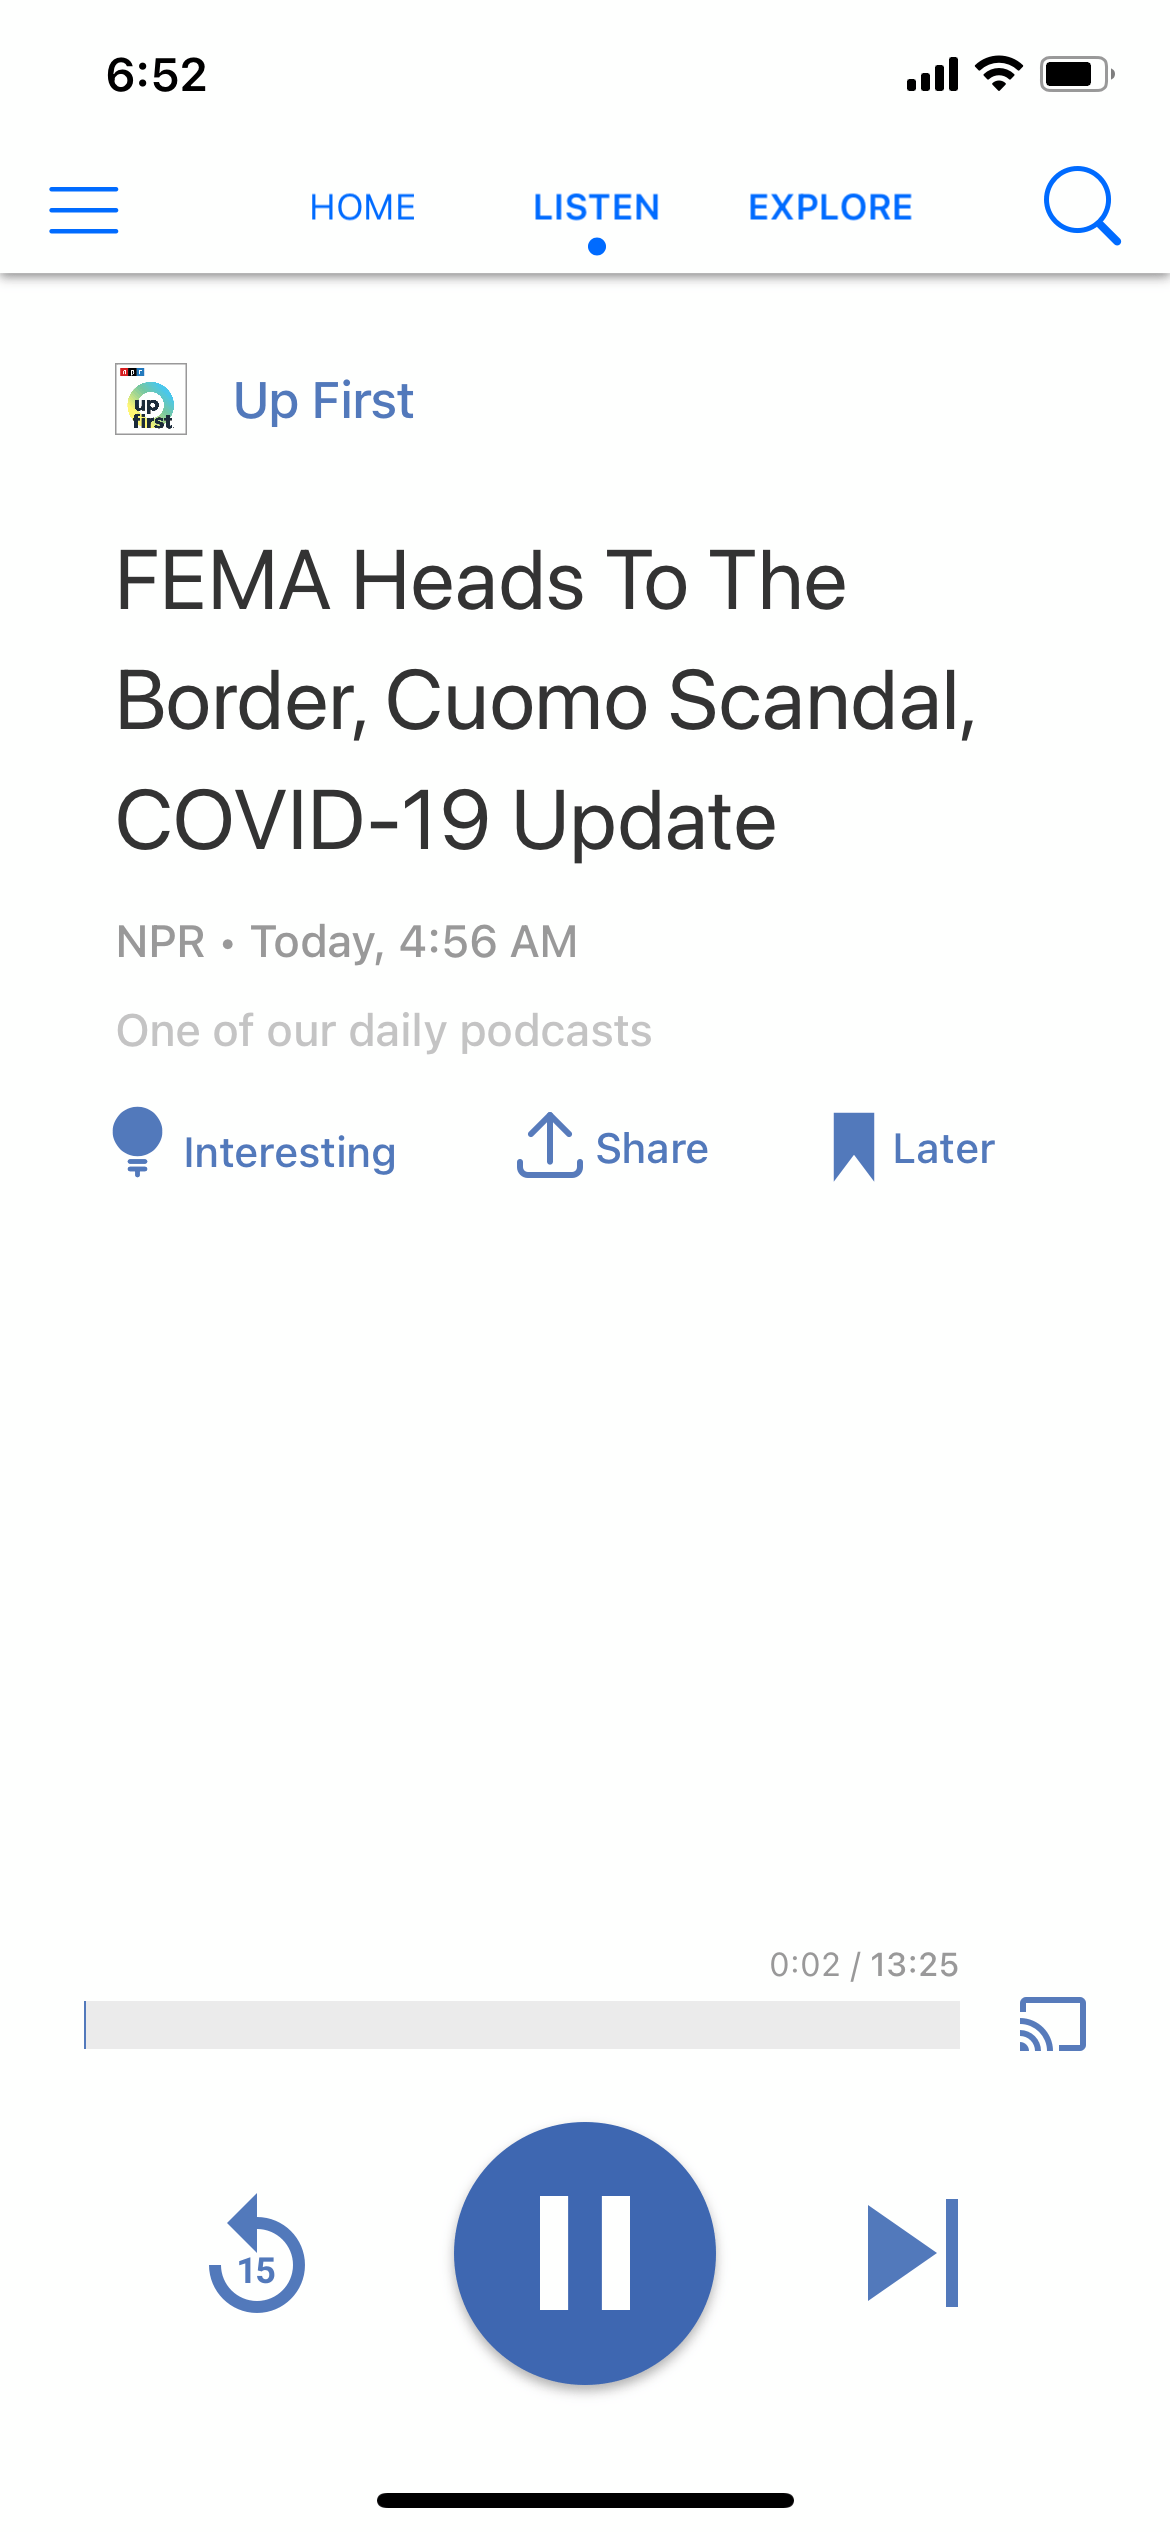 6:52
HOME LISTEN EXPLORE
npr
up
first
Up First
FEMA Heads To The
Border, Cuomo Scandal,
COVID-19 Update
NPR • Today, 4:56 AM
One of our daily podcasts
Interesting Share Later
0:02 / 13:25
15